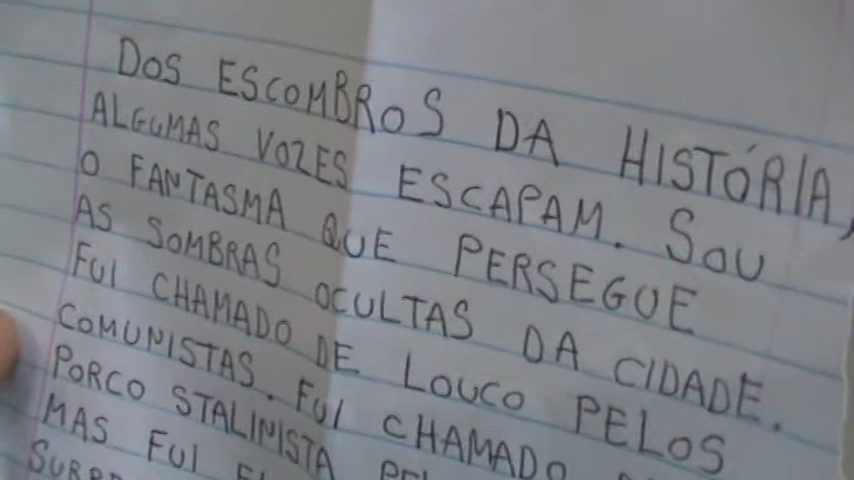 DOS ESCOMBROS DA HISTÓRIA,
ALGUMAS VOZES ESCAPAM. SOU
O FANTASMA QUE PERSEGUE
AS SOMBRAS OCULTAS DA CIDADE.
FUI CHAMADO DE LOUCO PELOS
COMUNISTAS. FUI CHAMADO
PORCO STALINISTA
MAS FUI